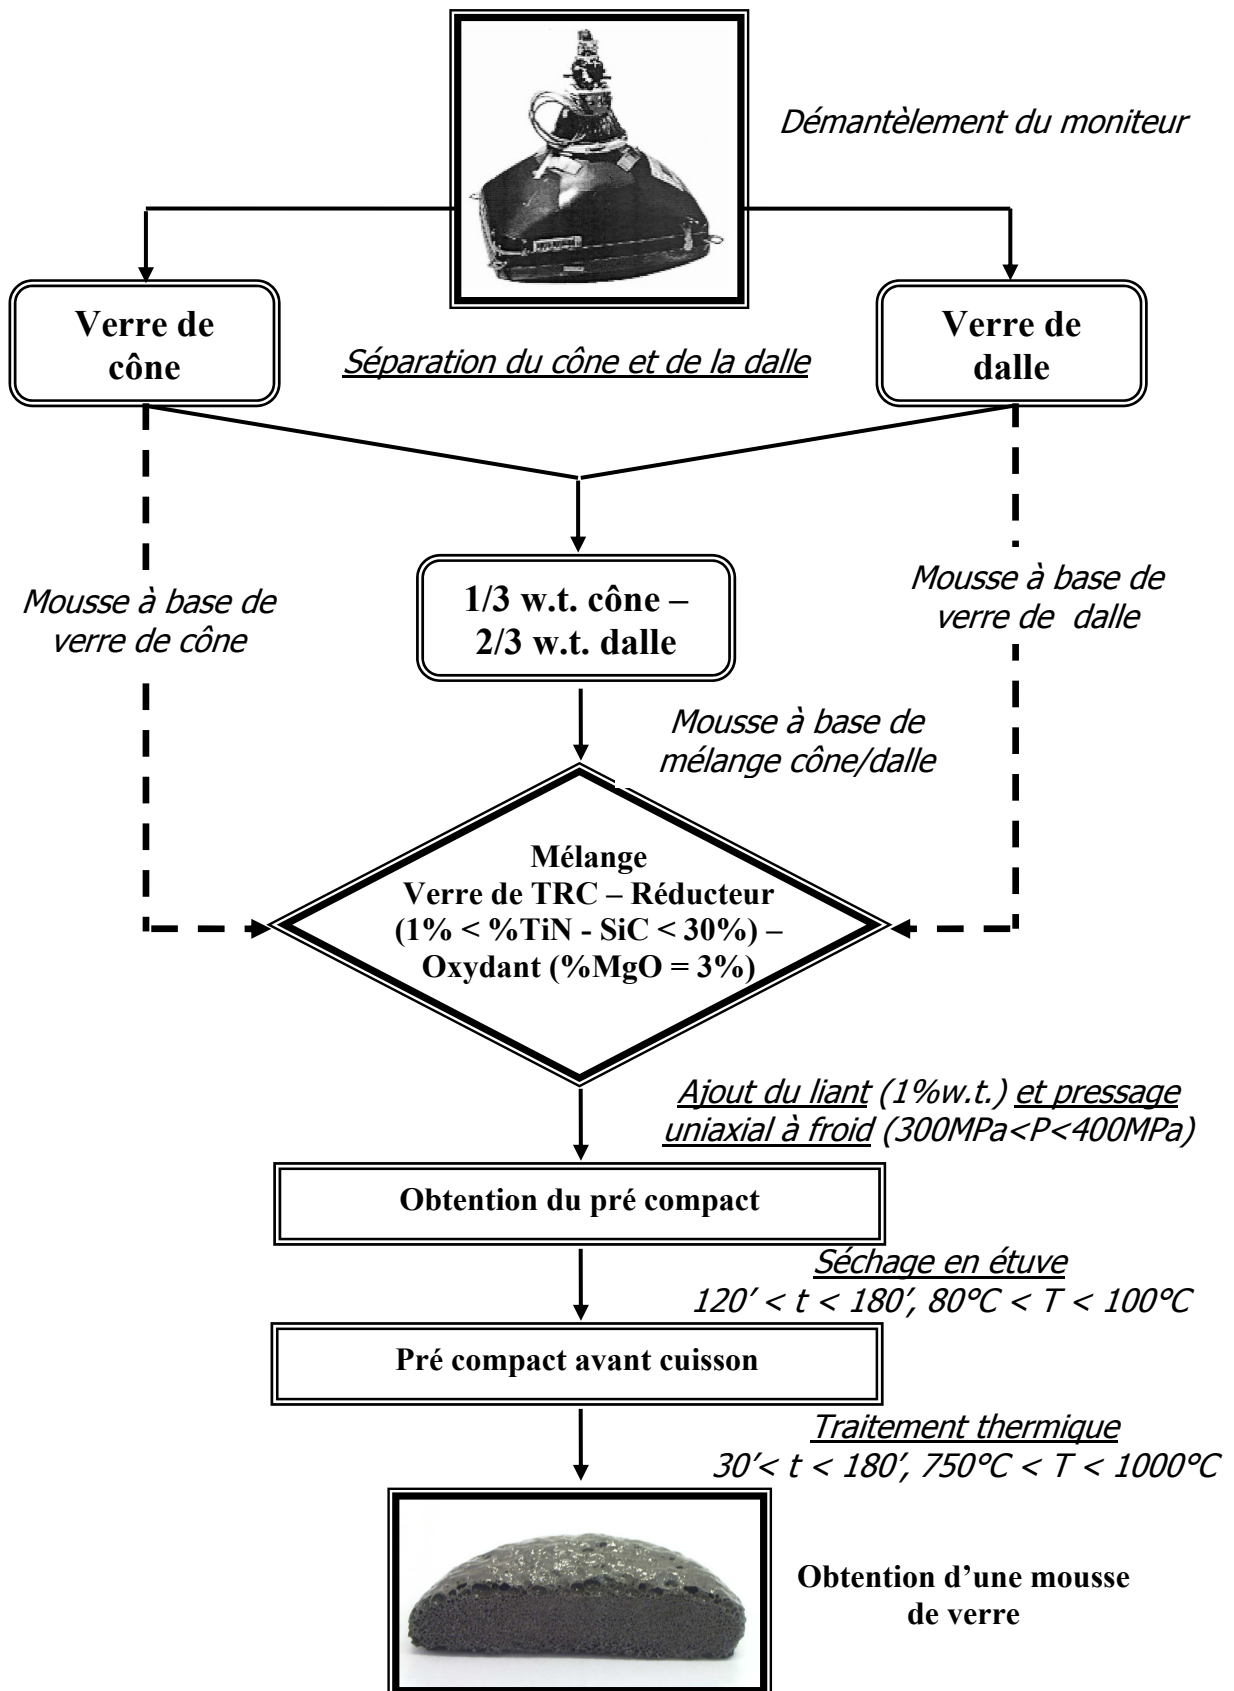 Démantèlement du moniteur
Verre de
cône
Séparation du cône et de la dalle
Verre de
dalle
Mousse à base de
verre de cône
1/3 w.t. cône –
2/3 w.t. dalle
Mousse à base de
verre de dalle
Mousse à base de
mélange cône/dalle
Mélange
Verre de TRC – Réducteur
(1% < %TiN - SiC < 30%) –
Oxydant (%MgO = 3%)
Ajout du liant (1%w.t.) et pressage
uniaxial à froid (300MPa<P<400MPa)
Obtention du pré compact
Séchage en étuve
120’ < t < 180’, 80°C < T < 100°C
Pré compact avant cuisson
Traitement thermique
30’< t < 180’, 750°C < T < 1000°C
Obtention d’une mousse
de verre